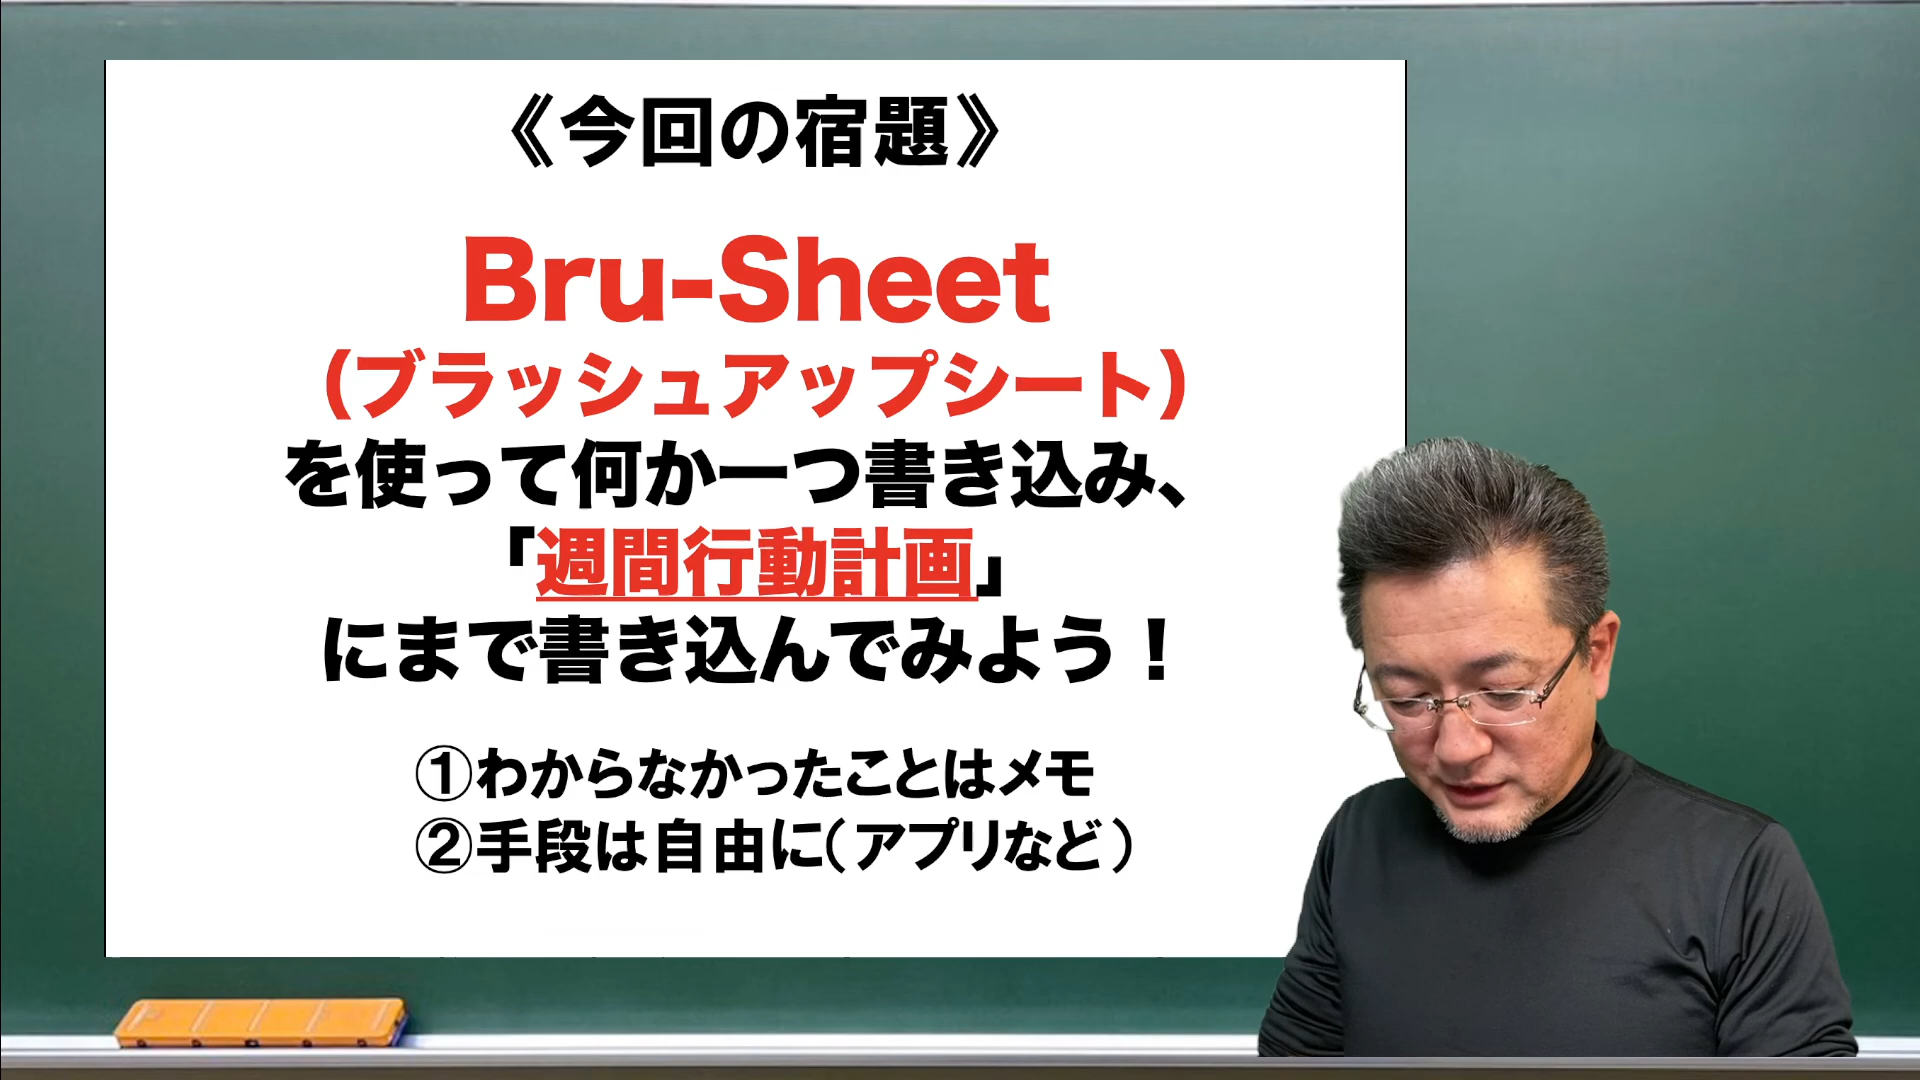 《今回の宿題》
Bru-Sheet
（ブラッシュアップシート）
を使って何か一つ書き込み、
「週間行動計画」
にまで書き込んでみよう！
①わからなかったことはメモ
②手段は自由に（アプリなど）